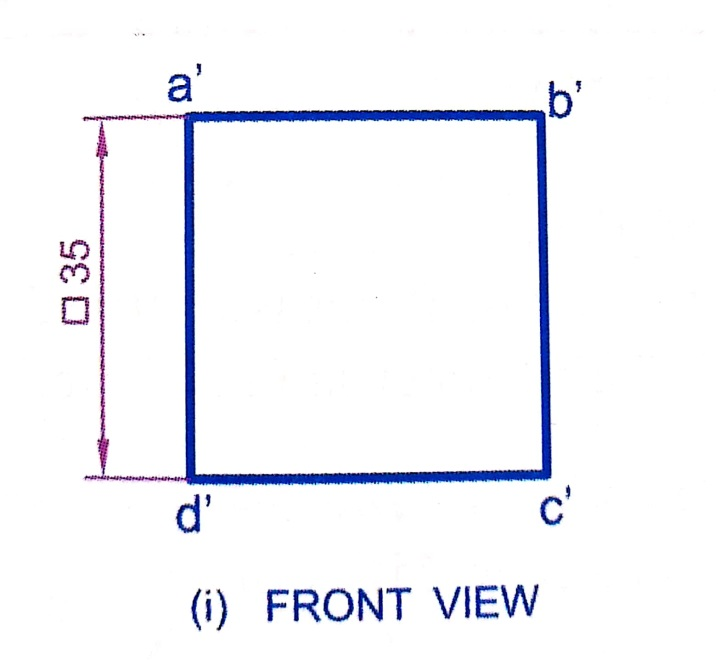 a’
b’
□ 35
d’
c’
(i) FRONT VIEW